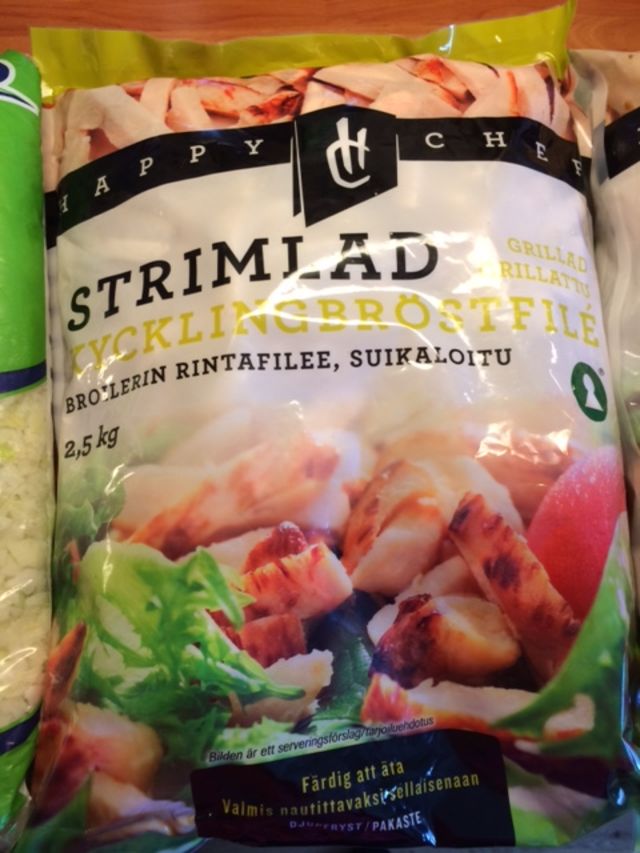 HAPPY CHEF
STRIMLAD
GRILLAD
GRILLATTU
KYCKLINGBRÖSTFILÉ
BROILERIN RINTAFILEE, SUIKALOITU
2,5 kg
Bilden är ett serveringsförslag/tarjoiluehdotus
Färdig att äta
Valmis nautittavaksi sellaisenaan
DJUPFRYST/PAKASTE